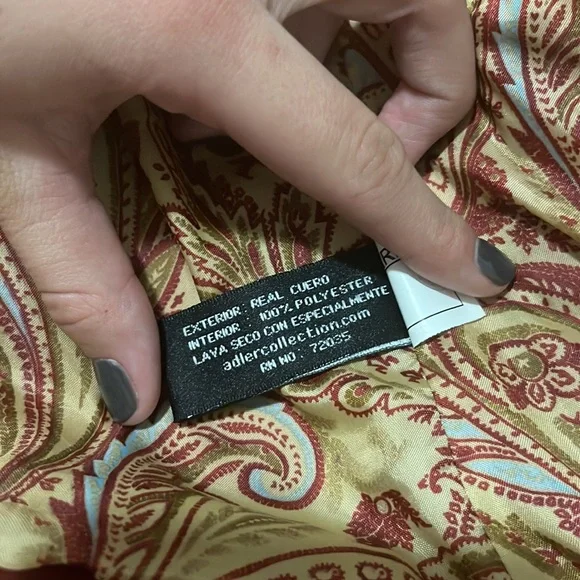 EXTERIOR : REAL CUERO
INTERIOR : 100% POLYESTER
LAVA SECO CON ESPECIALMENTE
adlercollection.com
RN NO : 72035
R